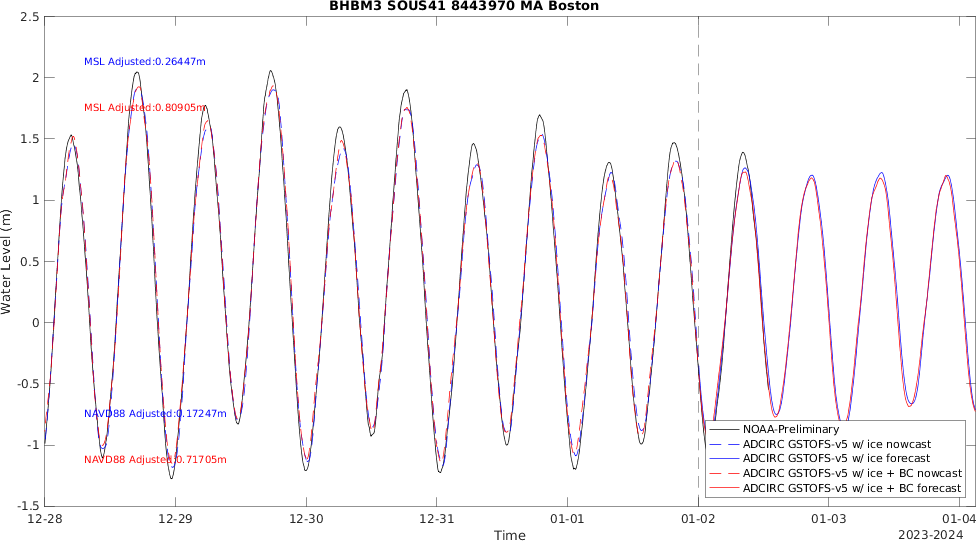 BHBM3 SOUS41 8443970 MA Boston
2.5
2
1.5
1
0.5
0
-0.5
-1
-1.5
Water Level (m)
MSL Adjusted:0.26447m
MSL Adjusted:0.80905m
NAVD88 Adjusted:0.17247m
NAVD88 Adjusted:0.71705m
NOAA-Preliminary
ADCIRC GSTOFS-v5 w/ ice nowcast
ADCIRC GSTOFS-v5 w/ ice forecast
ADCIRC GSTOFS-v5 w/ ice + BC nowcast
ADCIRC GSTOFS-v5 w/ ice + BC forecast
12-28 12-29 12-30 12-31 01-01 01-02 01-03 01-04
Time
2023-2024